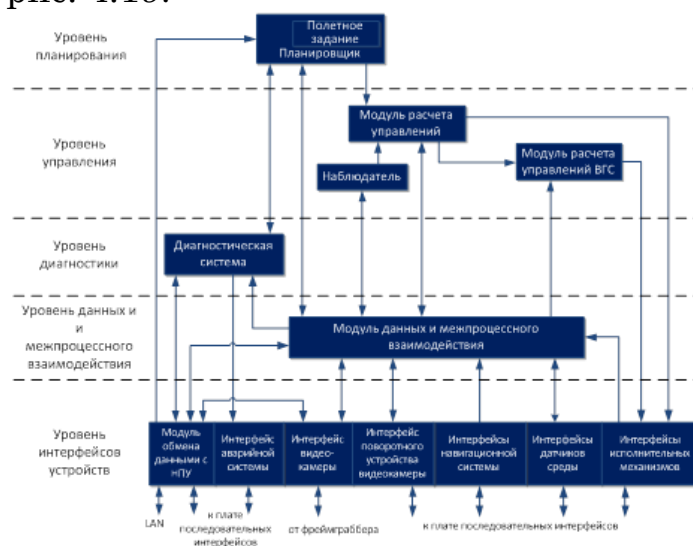 рис. 4.10.
Полетное
задание
Планировщик
Уровень
планирования
Модуль расчета
управлений
Уровень
управления
Модуль расчета
управлений ВГС
Наблюдатель
Уровень
диагностики
Диагностическая
система
Уровень данных и
и
межпроцессного
взаимодействия
Модуль данных и межпроцессного
взаимодействия
Уровень
интерфейсов
устройств
Модуль
обмена
данными с
НПУ
Интерфейс
аварийной
системы
Интерфейс
видео-
камеры
Интерфейс
поворотного
устройства
видеокамеры
Интерфейсы
навигационной
системы
Интерфейсы
датчиков
среды
Интерфейсы
исполнительных
механизмов
LAN
к плате
последовательных
интерфейсов
от фреймграббера
к плате последовательных интерфейсов